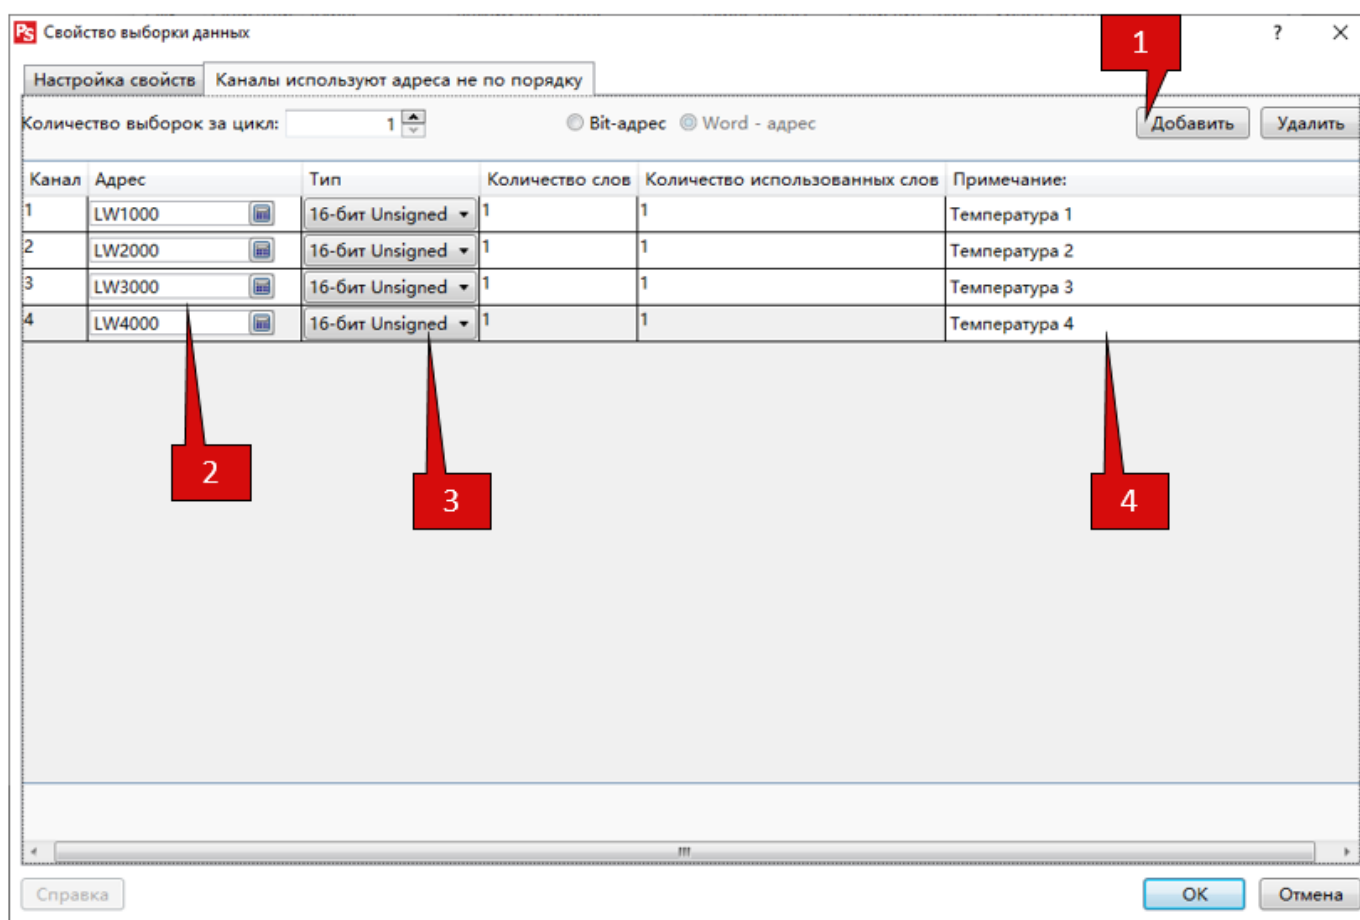 PS Свойство выборки данных ? ×
1
Настройка свойств Каналы используют адреса не по порядку
Количество выборок за цикл: 1 Bit-адрес Word - адрес Добавить Удалить
Канал Адрес Тип Количество слов Количество использованных слов Примечание:
1 LW1000 16-бит Unsigned 1 1 Температура 1
2 LW2000 16-бит Unsigned 1 1 Температура 2
3 LW3000 16-бит Unsigned 1 1 Температура 3
4 LW4000 16-бит Unsigned 1 1 Температура 4
2
3
4
Справка OK Отмена